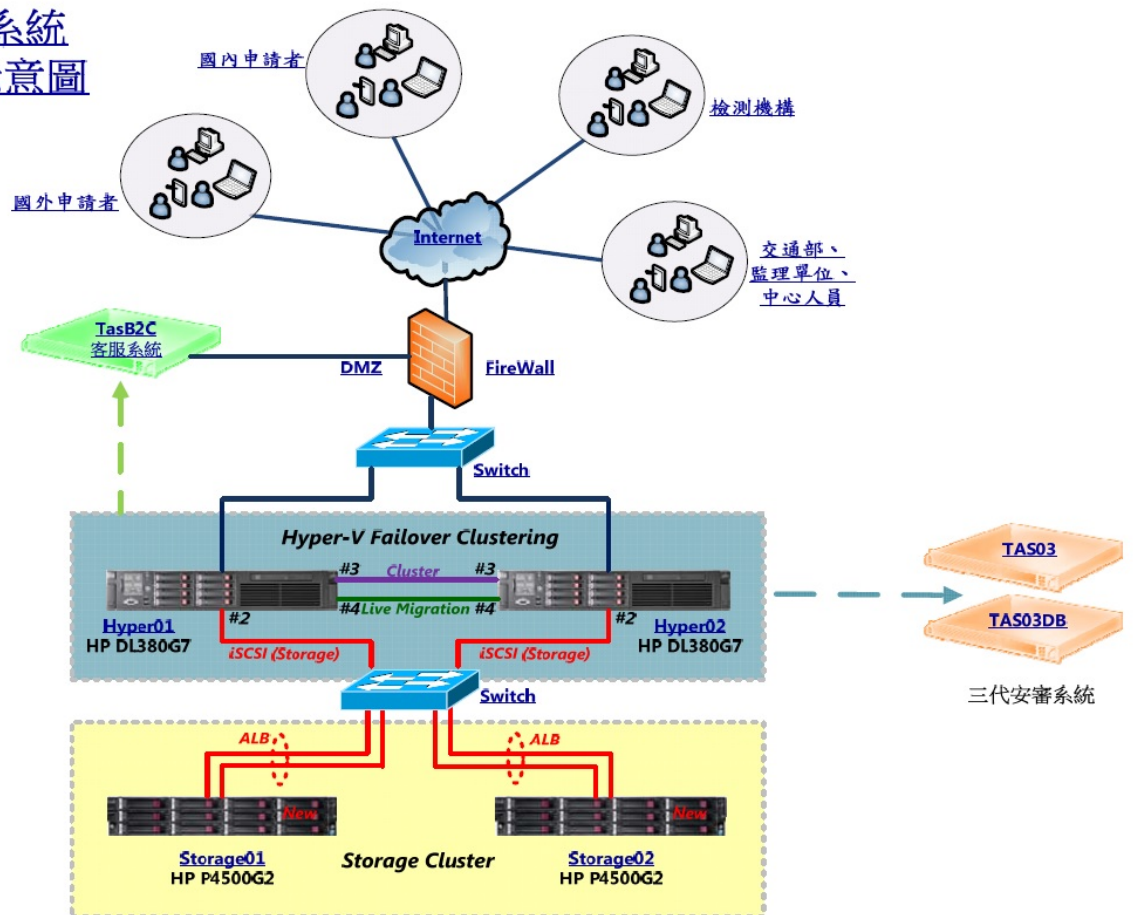 系統
意圖
國內申請者
檢測機構
國外申請者
Internet
交通部、
監理單位、
中心人員
TasB2C
客服系統
DMZ
FireWall
Switch
Hyper-V Failover Clustering
#3
Cluster
#3
#4
Live Migration
#4
#2
#2
Hyper01
HP DL380G7
Hyper02
HP DL380G7
iSCSI (Storage)
iSCSI (Storage)
Switch
TAS03
TAS03DB
三代安審系統
ALB
ALB
New
New
Storage01
HP P4500G2
Storage Cluster
Storage02
HP P4500G2